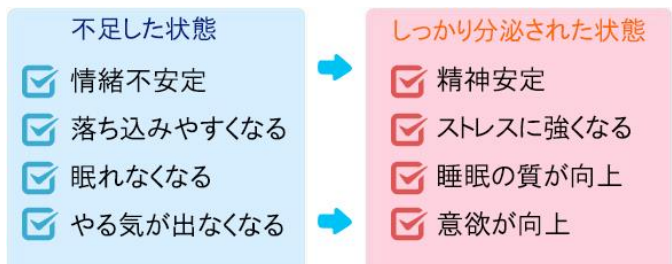 不足した状態
情緒不安定
落ち込みやすくなる
眠れなくなる
やる気が出なくなる
しっかり分泌された状態
精神安定
ストレスに強くなる
睡眠の質が向上
意欲が向上